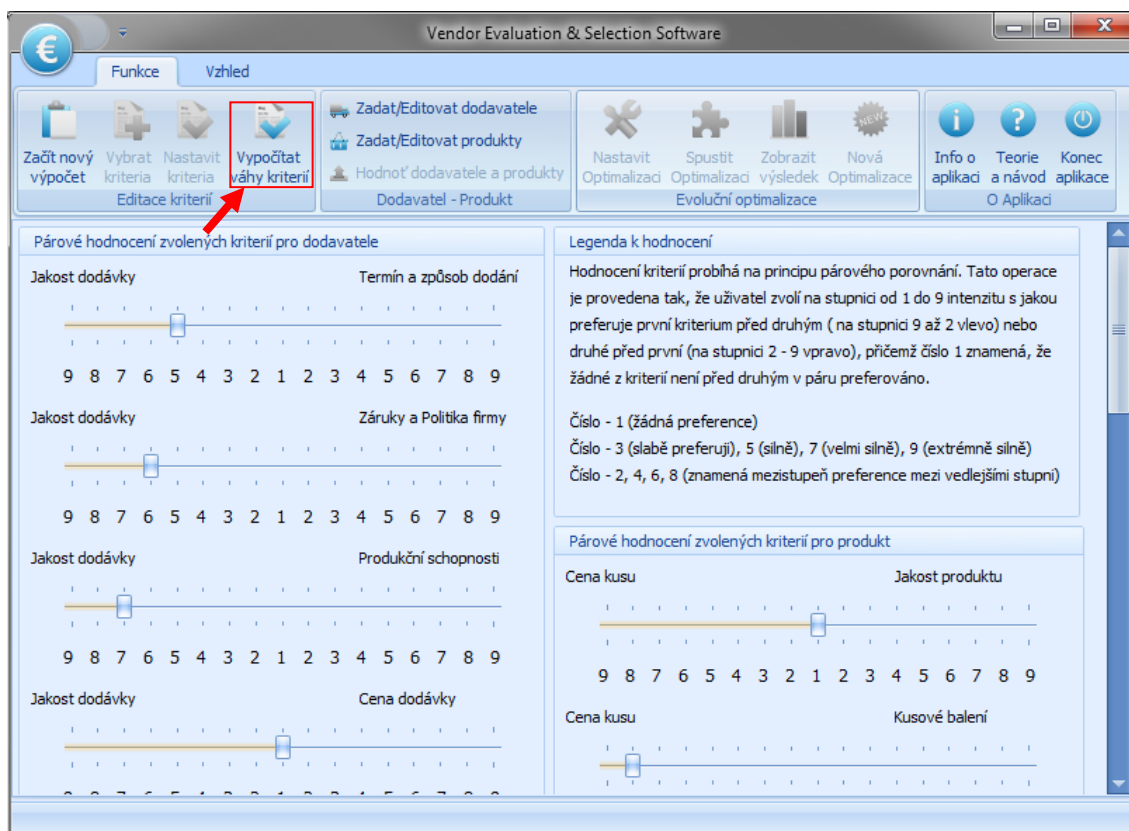 Vendor Evaluation & Selection Software
€
Funkce Vzhled
Začít nový výpočet
Vybrat kriteria
Nastavit kriteria
Vypočítat váhy kriterií
Editace kriterií
Zadat/Editovat dodavatele
Zadat/Editovat produkty
Hodnoť dodavatele a produkty
Dodavatel - Produkt
Nastavit Optimalizaci
Spustit Optimalizaci
Zobrazit výsledek
NEW
Nová Optimalizace
Evoluční optimalizace
Info o aplikaci
Teorie a návod
Konec aplikace
O Aplikaci
Párové hodnocení zvolených kriterií pro dodavatele
Jakost dodávky Termín a způsob dodání
9 8 7 6 5 4 3 2 1 2 3 4 5 6 7 8 9
Jakost dodávky Záruky a Politika firmy
9 8 7 6 5 4 3 2 1 2 3 4 5 6 7 8 9
Jakost dodávky Produkční schopnosti
9 8 7 6 5 4 3 2 1 2 3 4 5 6 7 8 9
Jakost dodávky Cena dodávky
Legenda k hodnocení
Hodnocení kriterií probíhá na principu párového porovnání. Tato operace
je provedena tak, že uživatel zvolí na stupnici od 1 do 9 intenzitu s jakou
preferuje první kriterium před druhým ( na stupnici 9 až 2 vlevo) nebo
druhé před první (na stupnici 2 - 9 vpravo), přičemž číslo 1 znamená, že
žádné z kriterií není před druhým v páru preferováno.
Číslo - 1 (žádná preference)
Číslo - 3 (slabě preferuji), 5 (silně), 7 (velmi silně), 9 (extrémně silně)
Číslo - 2, 4, 6, 8 (znamená mezistupeň preference mezi vedlejšími stupni)
Párové hodnocení zvolených kriterií pro produkt
Cena kusu Jakost produktu
9 8 7 6 5 4 3 2 1 2 3 4 5 6 7 8 9
Cena kusu Kusové balení